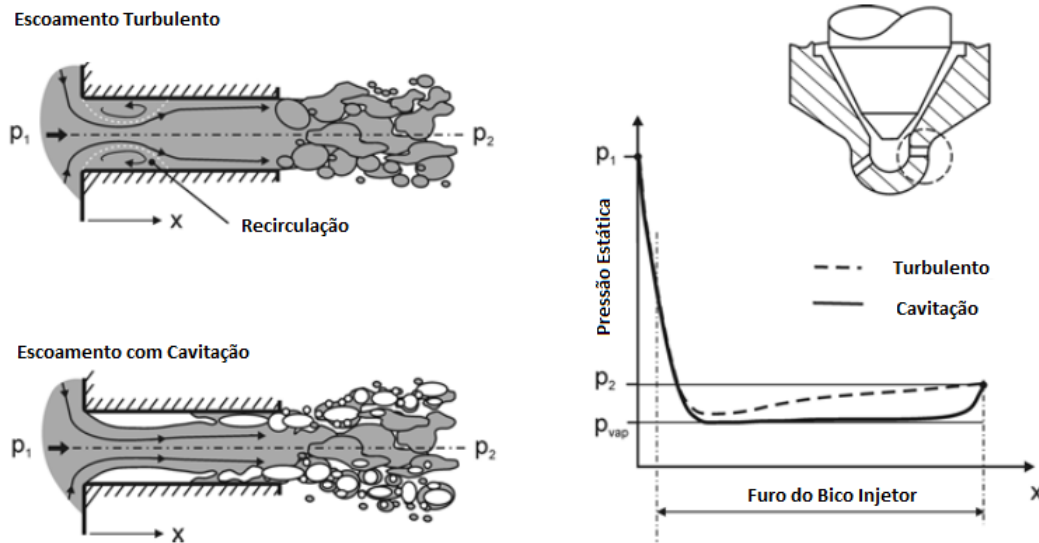 Escoamento Turbulento
p1
p2
x
Recirculação
Escoamento com Cavitação
p1
p2
x
Pressão Estática
p1
p2
pvap
Turbulento
Cavitação
Furo do Bico Injetor
x